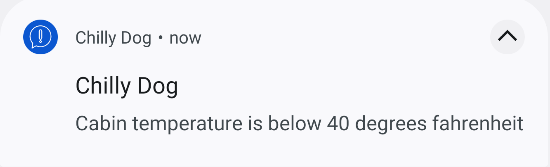 Chilly Dog • now
Chilly Dog
Cabin temperature is below 40 degrees fahrenheit